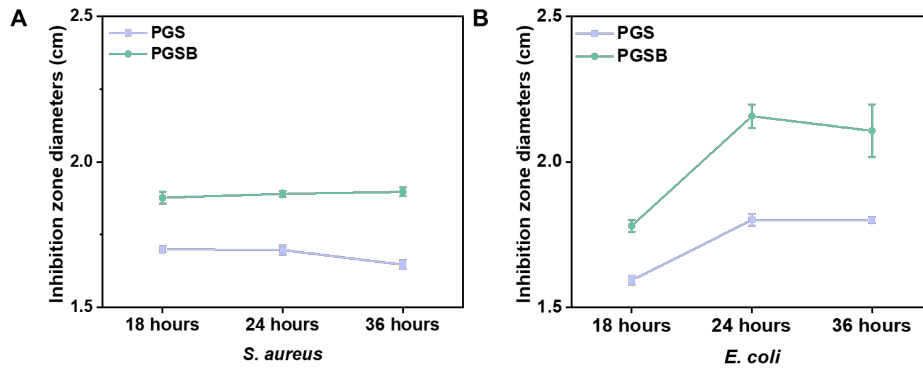 A
PGS
PGSB
Inhibition zone diameters (cm)
2.5
2.0
1.5
18 hours 24 hours 36 hours
S. aureus
B
PGS
PGSB
Inhibition zone diameters (cm)
2.5
2.0
1.5
18 hours 24 hours 36 hours
E. coli